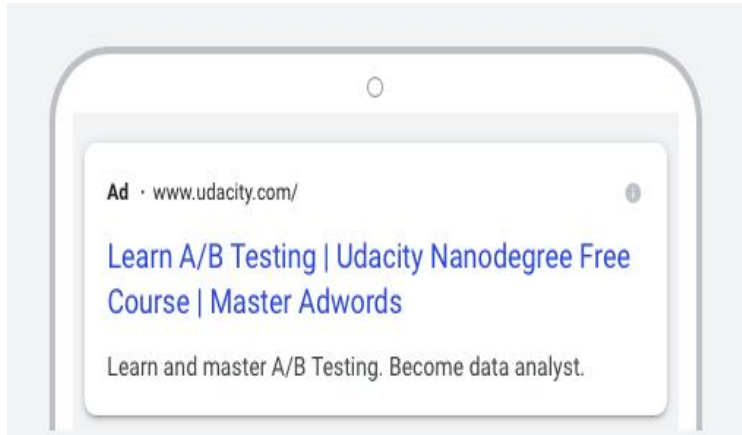 Ad · www.udacity.com/
Learn A/B Testing | Udacity Nanodegree Free
Course | Master Adwords
Learn and master A/B Testing. Become data analyst.